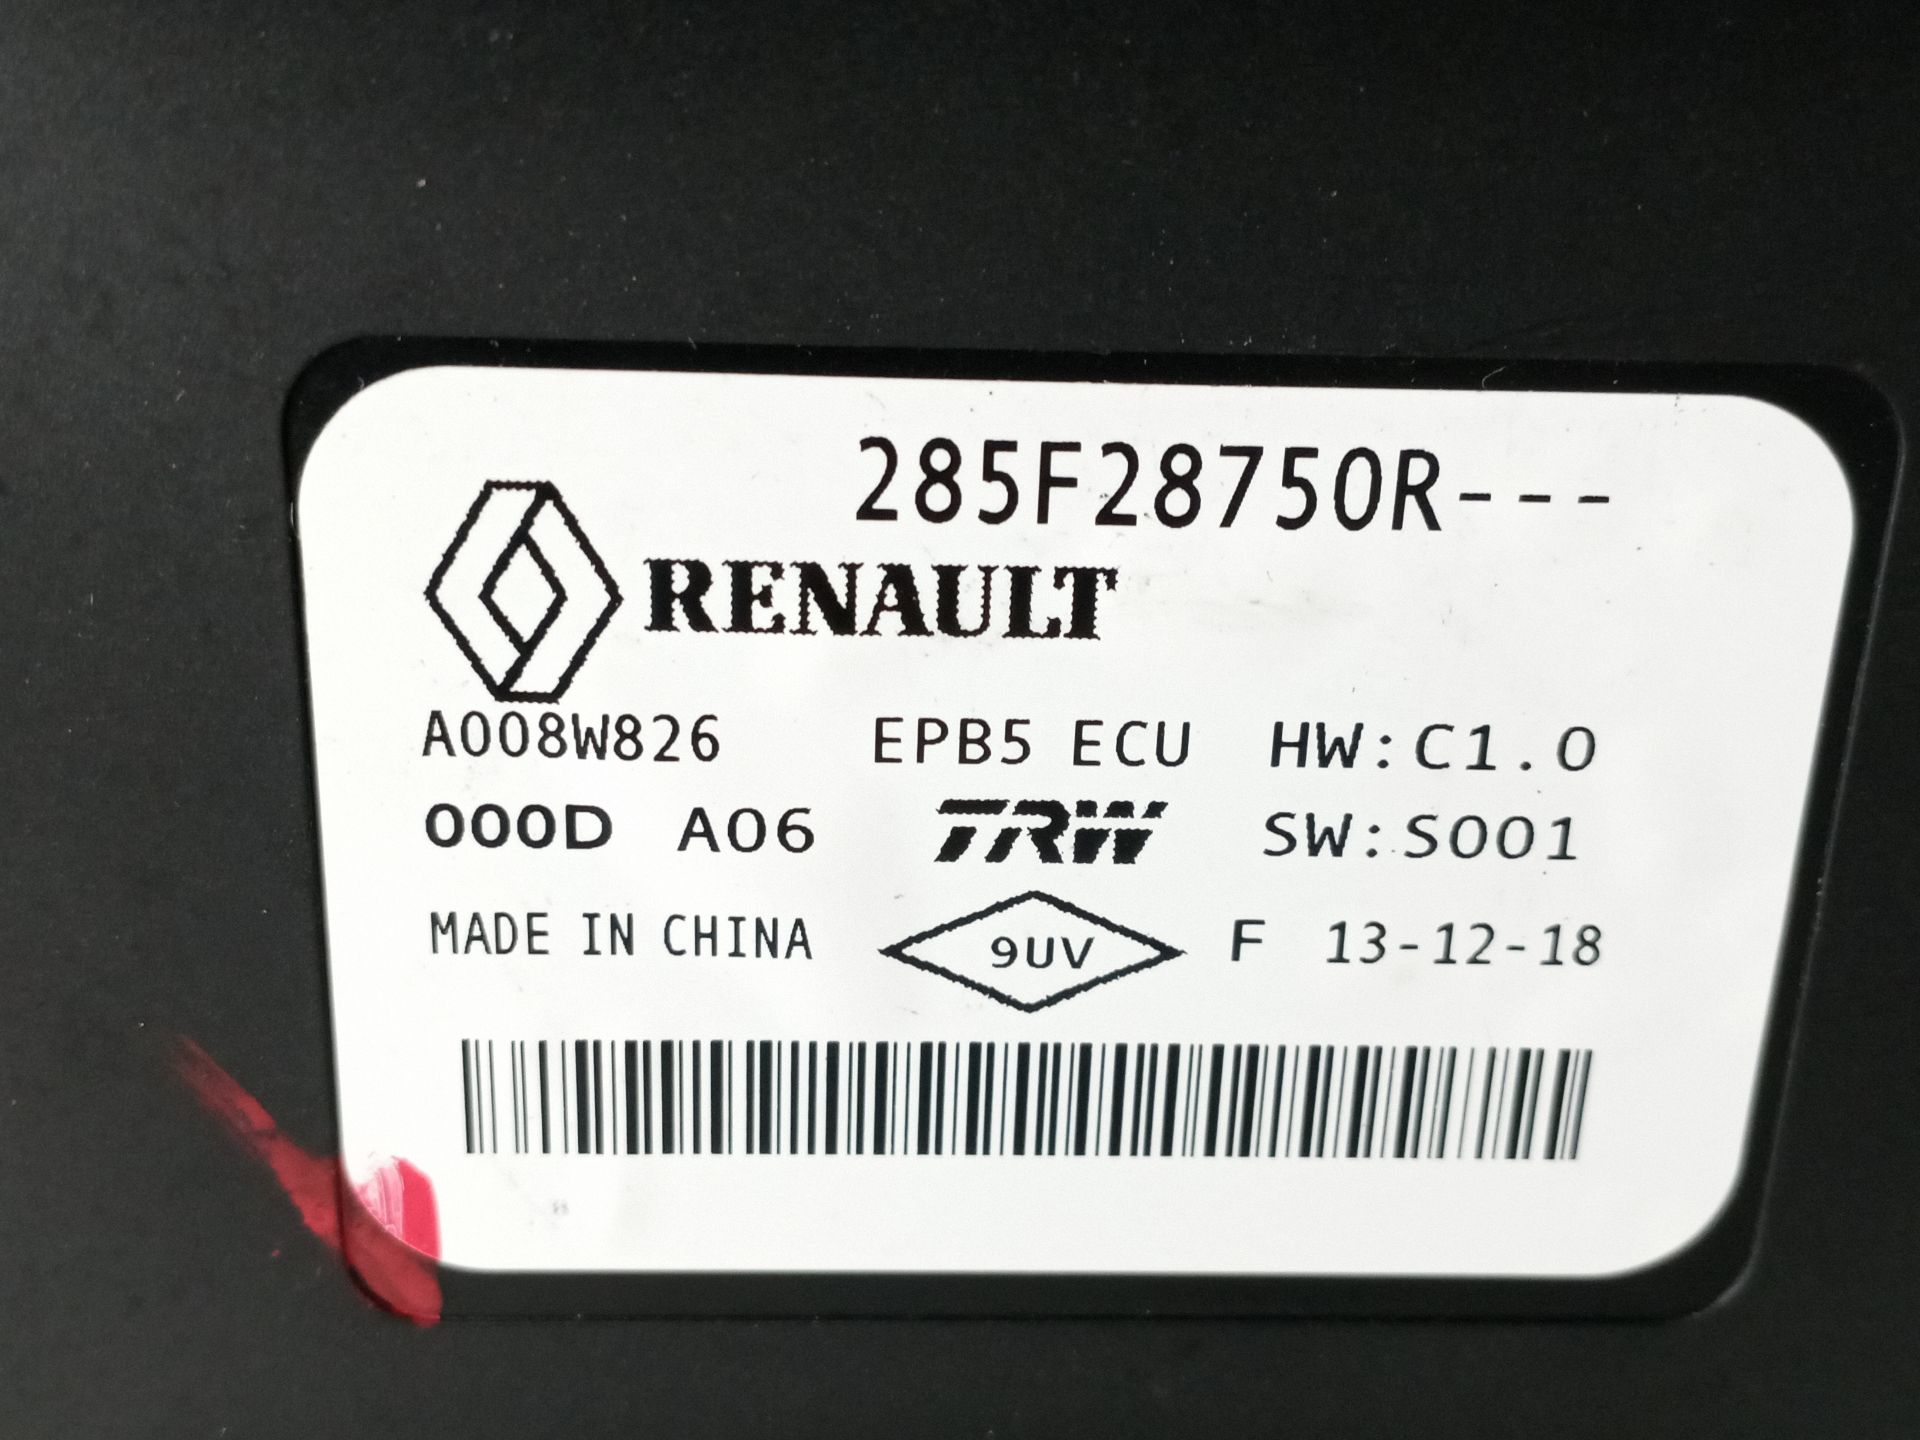 285F28750R---
RENAULT
A008W826 EPB5 ECU HW:C1.0
000D A06 TRW SW:S001
MADE IN CHINA 9UV F 13-12-18